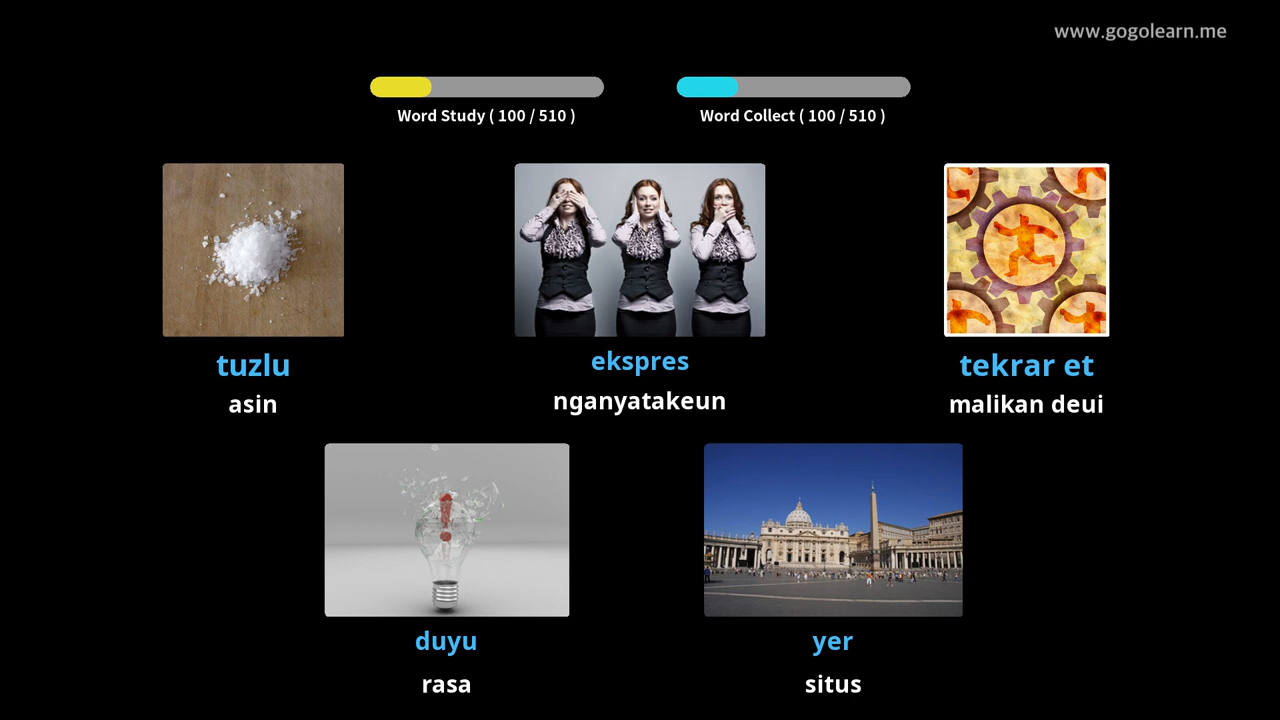 www.gogolearn.me
Word Study ( 100 / 510 )
Word Collect ( 100 / 510 )
tuzlu
asin
ekspres
nganyatakeun
tekrar et
malikan deui
duyu
rasa
yer
situs